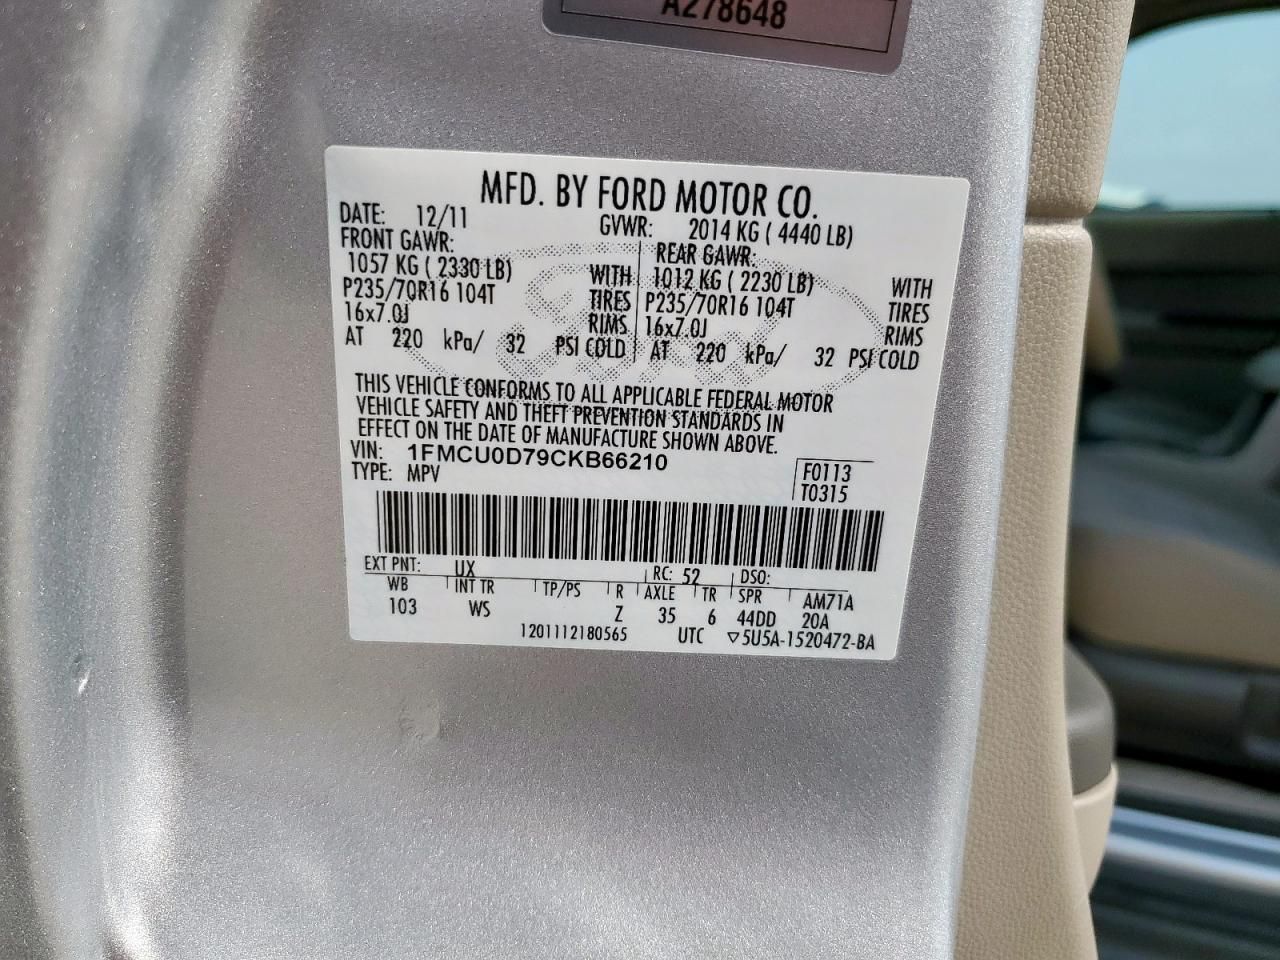 A278648
MFD. BY FORD MOTOR CO.
DATE: 12/11 GVWR: 2014 KG ( 4440 LB)
FRONT GAWR: REAR GAWR:
1057 KG ( 2330 LB) WITH 1012 KG ( 2230 LB) WITH
P235/70R16 104T TIRES P235/70R16 104T TIRES
16x7.0J RIMS 16x7.0J RIMS
AT 220 kPa/ 32 PSI COLD AT 220 kPa/ 32 PSI COLD
THIS VEHICLE CONFORMS TO ALL APPLICABLE FEDERAL MOTOR
VEHICLE SAFETY AND THEFT PREVENTION STANDARDS IN
EFFECT ON THE DATE OF MANUFACTURE SHOWN ABOVE.
VIN: 1FMCU0D79CKB66210 F0113
TYPE: MPV T0315
EXT PNT: UX RC: 52 DSO:
WB INT TR TP/PS R AXLE TR SPR AM71A
103 WS Z 35 6 44DD 20A
1201112180565 UTC ▽5U5A-1520472-BA